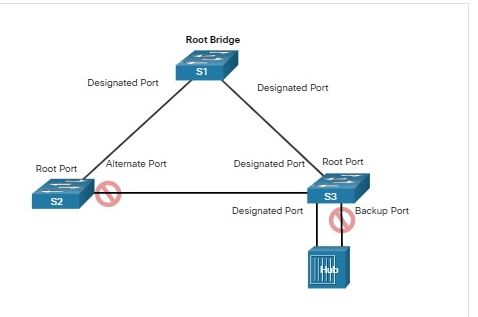 Root Bridge
S1
Designated Port
Designated Port
Root Port
Alternate Port
Designated Port
Root Port
S2
S3
Designated Port
Backup Port
Hub